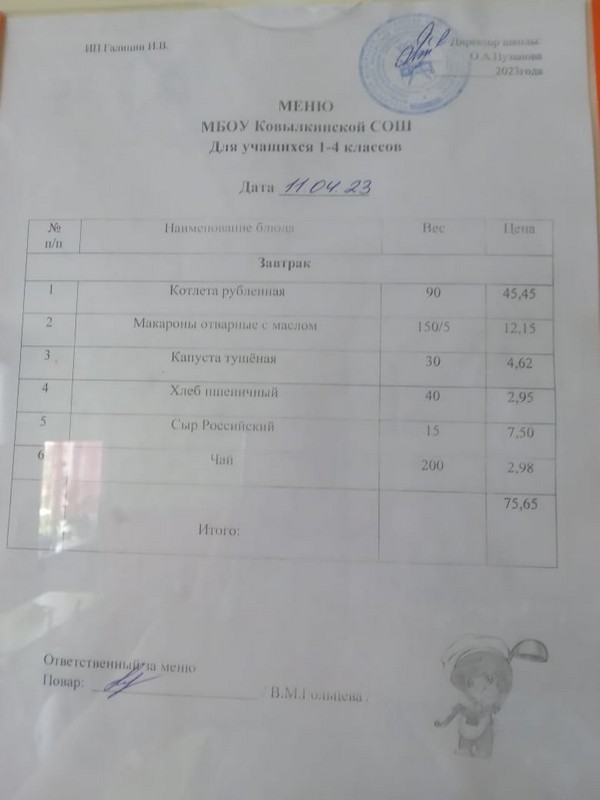 ИП Галицин И.В.
Директор школы:
О.А.Пузанова
2023года
МЕНЮ
МБОУ Ковылкинской СОШ
Для учащихся 1-4 классов
Дата 11.04.23
№ п/п Наименование блюда Вес Цена
Завтрак
1 Котлета рубленная 90 45,45
2 Макароны отварные с маслом 150/5 12,15
3 Капуста тушёная 30 4,62
4 Хлеб пшеничный 40 2,95
5 Сыр Российский 15 7,50
6 Чай 200 2,98
75,65
Итого:
Ответственный за меню
Повар: / В.М.Гольцева /